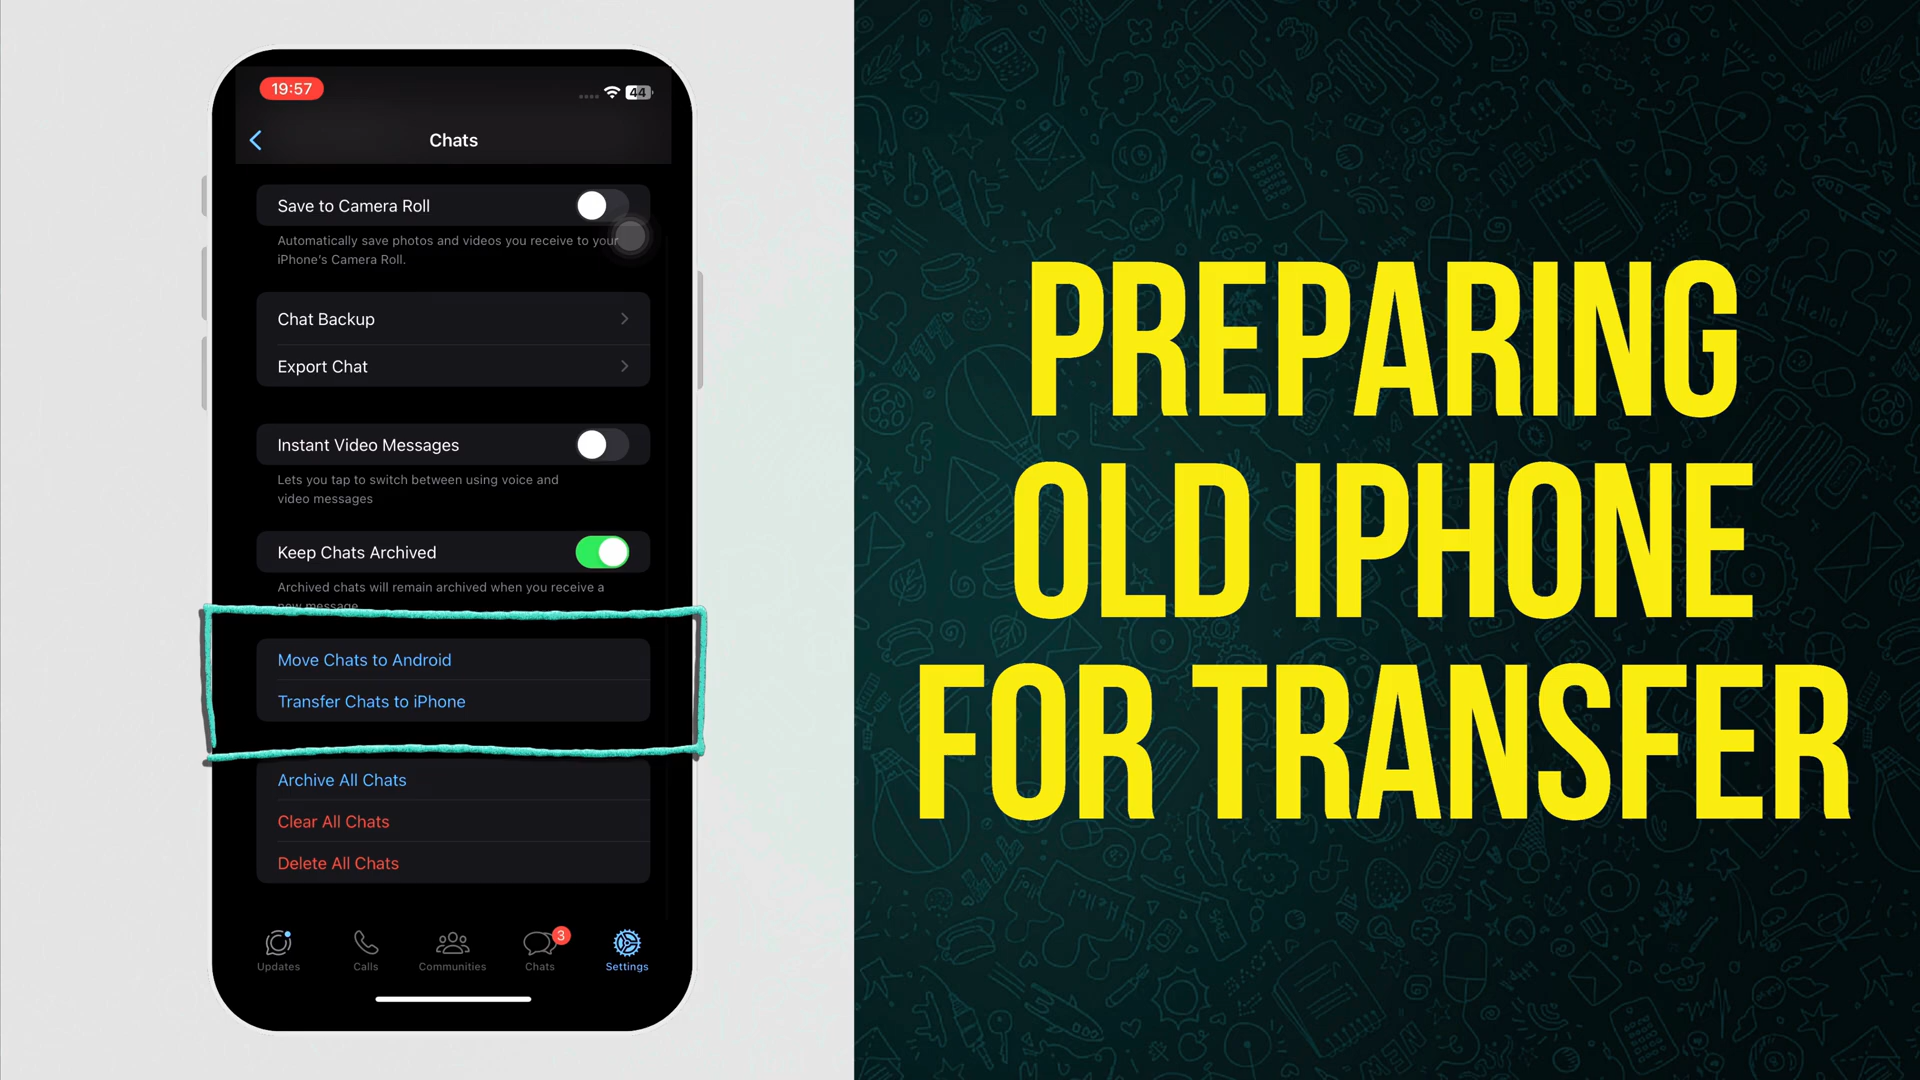 19:57
44
Chats
Save to Camera Roll
Automatically save photos and videos you receive to your
iPhone's Camera Roll.
Chat Backup
Export Chat
Instant Video Messages
Lets you tap to switch between using voice and
video messages
Keep Chats Archived
Archived chats will remain archived when you receive a
new message
Move Chats to Android
Transfer Chats to iPhone
Archive All Chats
Clear All Chats
Delete All Chats
3
Updates
Calls
Communities
Chats
Settings
PREPARING
OLD IPHONE
FOR TRANSFER